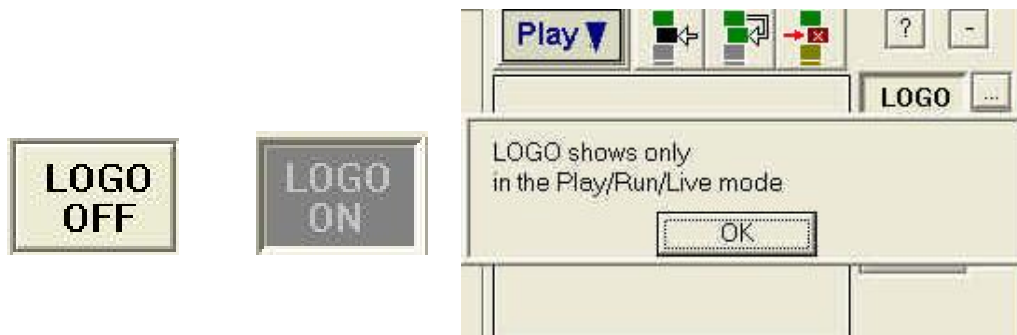 LOGO
OFF
LOGO
ON
Play
?
-
LOGO
...
LOGO shows only
in the Play/Run/Live mode
OK